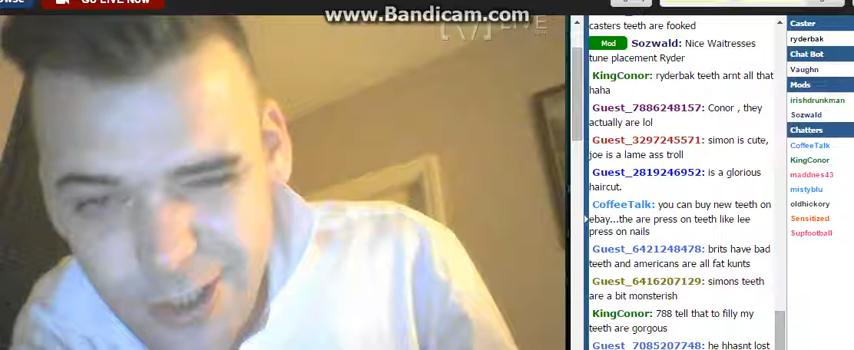 GO LIVE NOW
www.Bandicam.com
LIVE
casters teeth are fooked
Mod Sozwald: Nice Waitresses
tune placement Ryder
KingConor: ryderbak teeth arnt all that
haha
Guest_7886248157: Conor , they
actually are lol
Guest_3297245571: simon is cute,
joe is a lame ass troll
Guest_2819246952: is a glorious
haircut.
CoffeeTalk: you can buy new teeth on
ebay...the are press on teeth like lee
press on nails
Guest_6421248478: brits have bad
teeth and americans are all fat kunts
Guest_6416207129: simons teeth
are a bit monsterish
KingConor: 788 tell that to filly my
teeth are gorgous
Guest_7085207748: he hhasnt lost
Caster
ryderbak
Chat Bot
Vaughn
Mods
irishdrunkman
Sozwald
Chatters
CoffeeTalk
KingConor
maddnes43
mistyblu
oldhickory
Sensitized
Supfootball